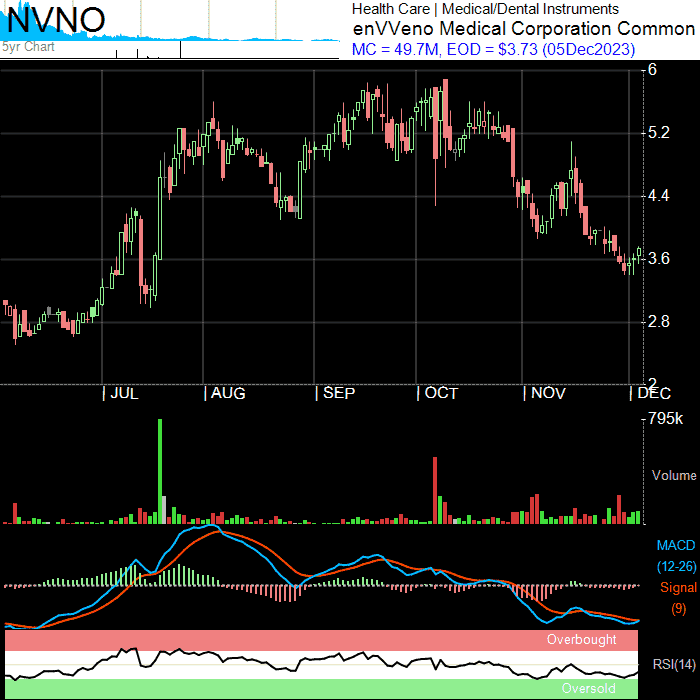 NVNO
5yr Chart
Health Care | Medical/Dental Instruments
enVVeno Medical Corporation Common
MC = 49.7M, EOD = $3.73 (05Dec2023)
6
5.2
4.4
3.6
2.8
2
JUL
AUG
SEP
OCT
NOV
DEC
795k
Volume
MACD
(12-26)
Signal
(9)
Overbought
RSI(14)
Oversold